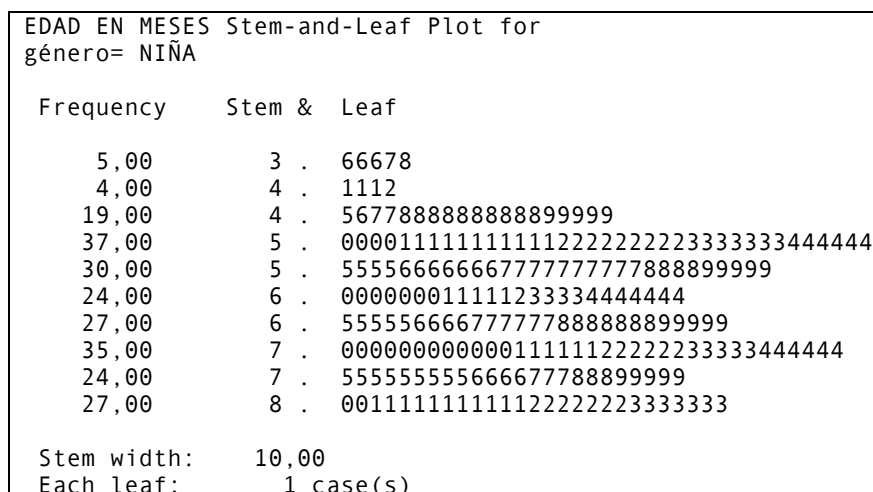 EDAD EN MESES Stem-and-Leaf Plot for
género= NIÑA
Frequency Stem & Leaf
5,00 3 . 66678
4,00 4 . 1112
19,00 4 . 5677888888888899999
37,00 5 . 0000111111111112222222223333333444444
30,00 5 . 555566666667777777777888899999
24,00 6 . 000000011111233334444444
27,00 6 . 555556666777777888888899999
35,00 7 . 00000000000011111122222233333444444
24,00 7 . 555555555666677788899999
27,00 8 . 001111111111122222223333333
Stem width: 10,00
Each leaf: 1 case(s)